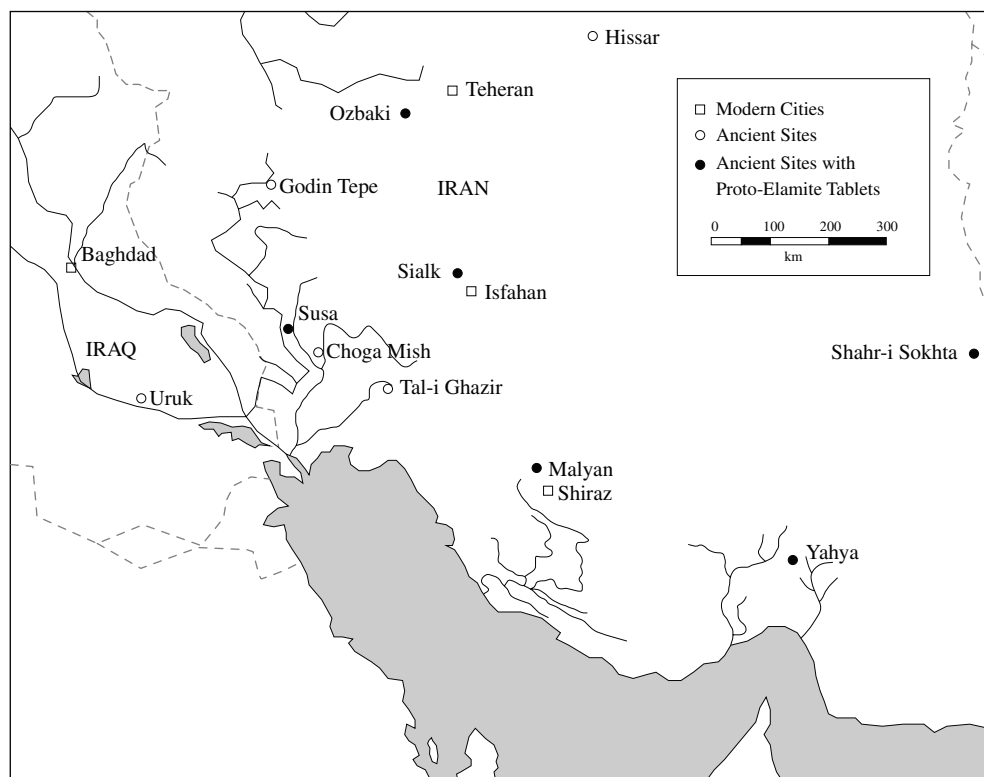 Hissar
Teheran
Ozbaki
Modern Cities
Ancient Sites
Ancient Sites with
Proto-Elamite Tablets
0 100 200 300
km
Godin Tepe
IRAN
Baghdad
Sialk
Isfahan
Susa
IRAQ
Choga Mish
Shahr-i Sokhta
Uruk
Tal-i Ghazir
Malyan
Shiraz
Yahya